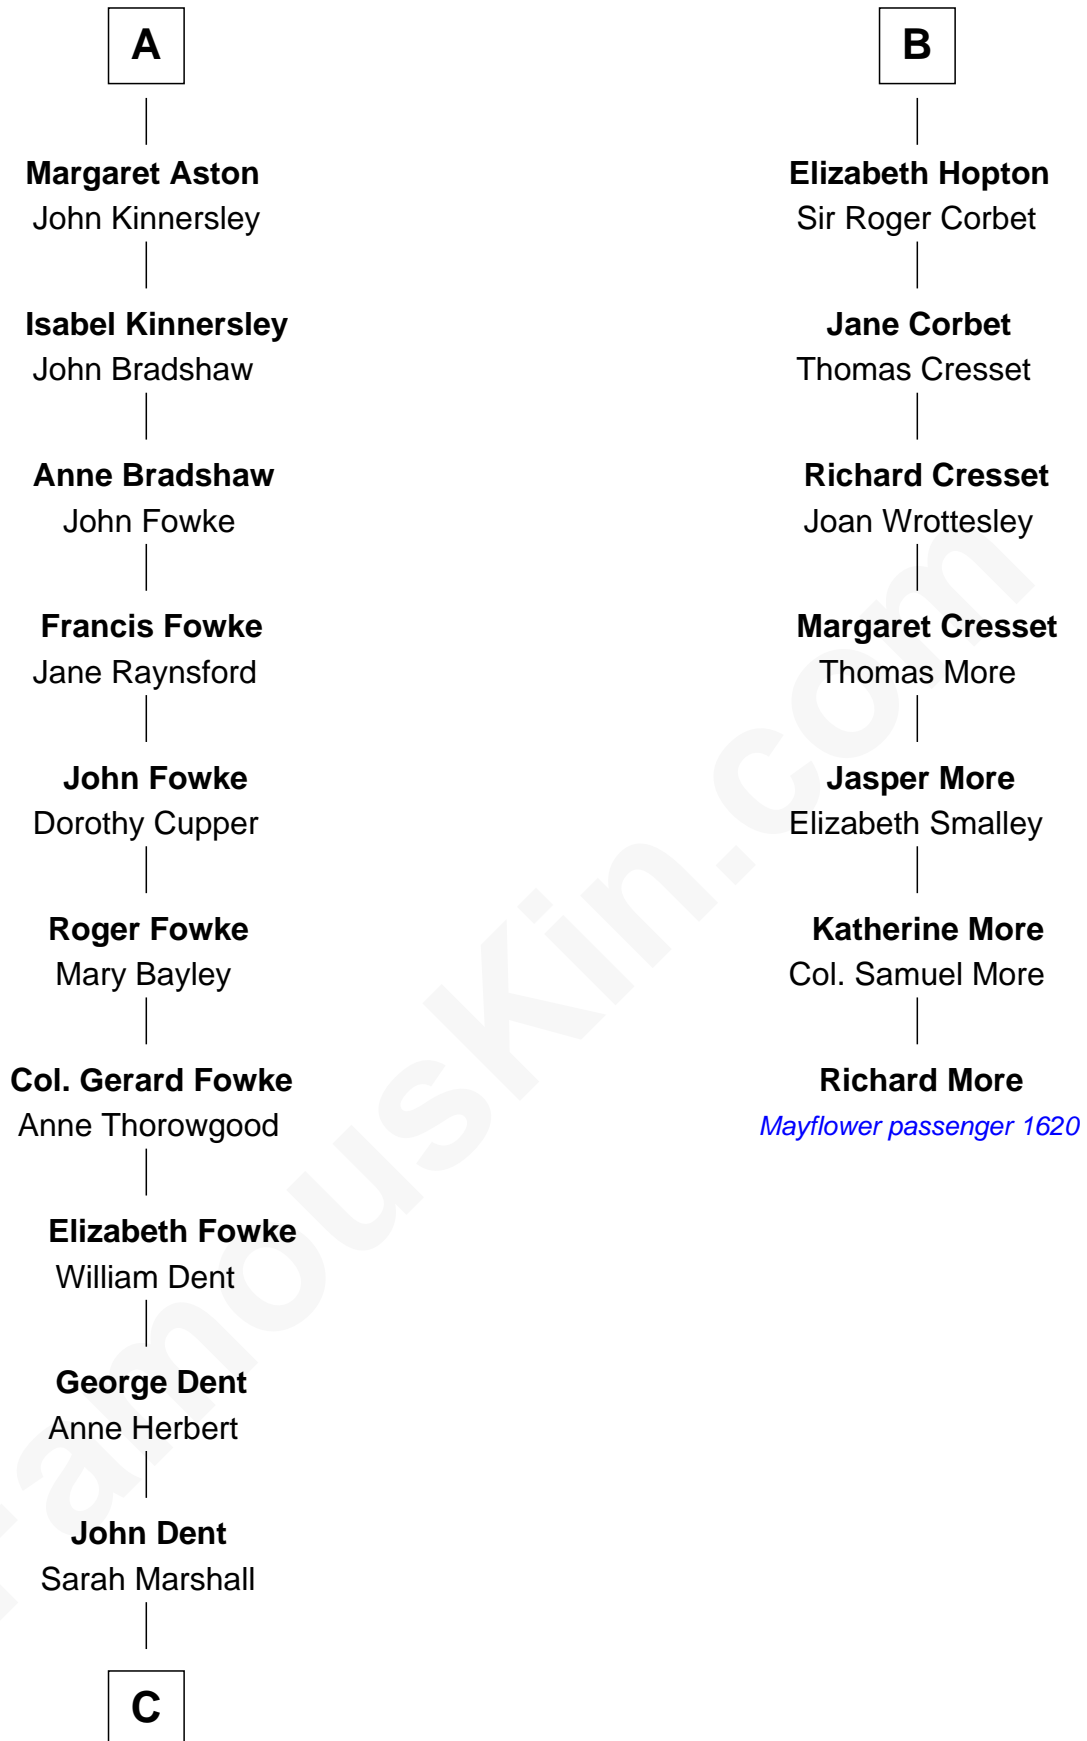 A
Margaret Aston
John Kinnersley
Isabel Kinnersley
John Bradshaw
Anne Bradshaw
John Fowke
Francis Fowke
Jane Raynsford
John Fowke
Dorothy Cupper
Roger Fowke
Mary Bayley
Col. Gerard Fowke
Anne Thorowgood
Elizabeth Fowke
William Dent
George Dent
Anne Herbert
John Dent
Sarah Marshall
C
B
Elizabeth Hopton
Sir Roger Corbet
Jane Corbet
Thomas Cresset
Richard Cresset
Joan Wrottesley
Margaret Cresset
Thomas More
Jasper More
Elizabeth Smalley
Katherine More
Col. Samuel More
Richard More
Mayflower passenger 1620
FamousKin.com